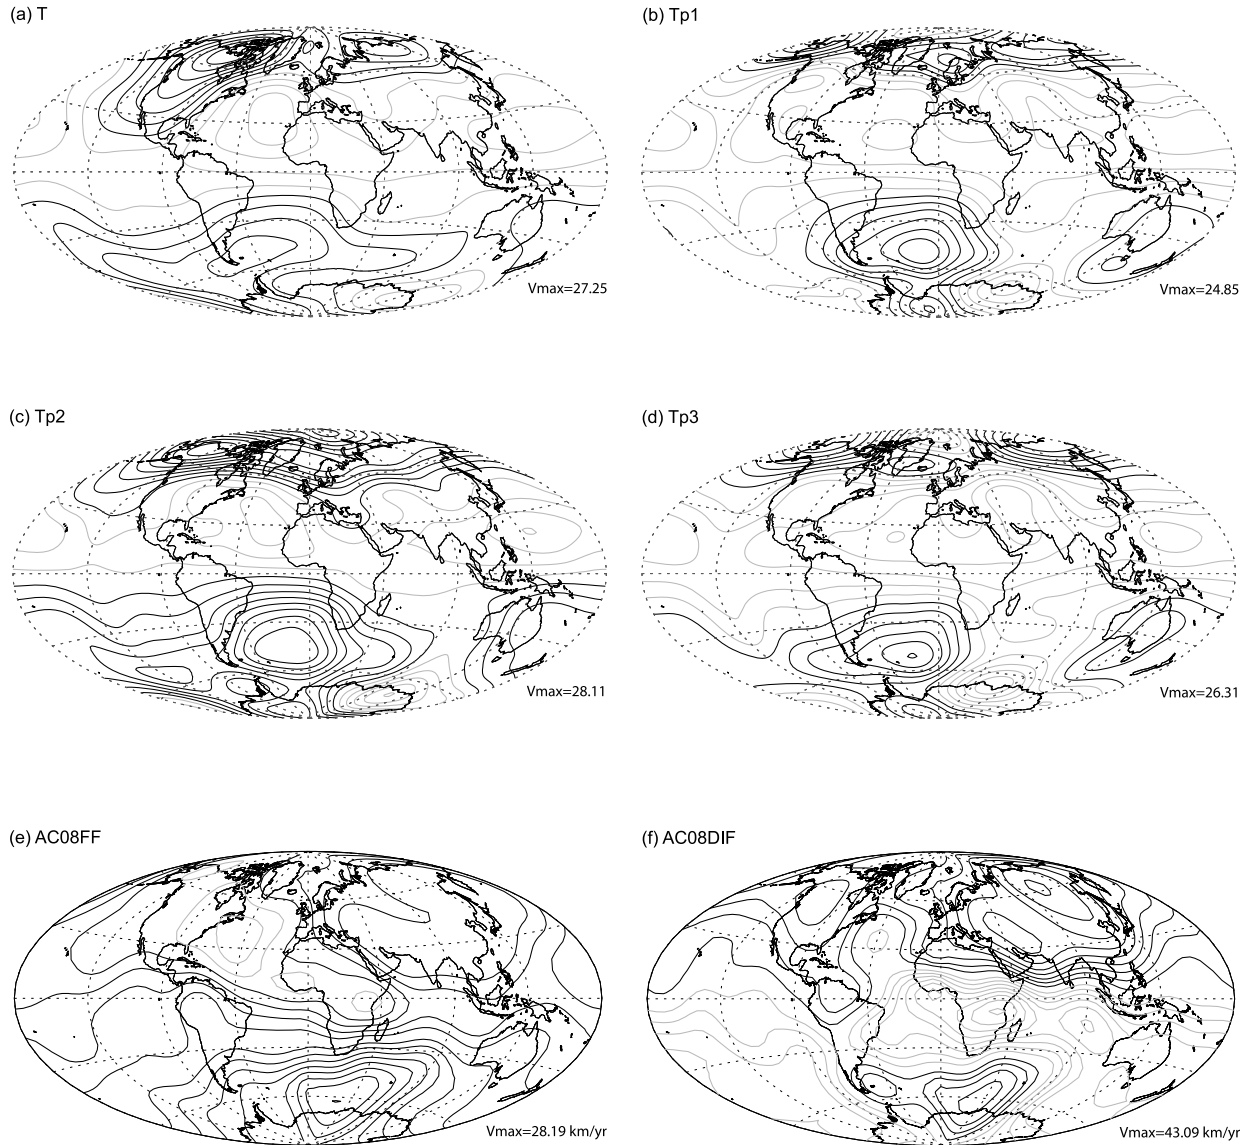 (a) T
(b) Tp1
Vmax=27.25
Vmax=24.85
(c) Tp2
(d) Tp3
Vmax=28.11
Vmax=26.31
(e) AC08FF
(f) AC08DIF
Vmax=28.19 km/yr
Vmax=43.09 km/yr